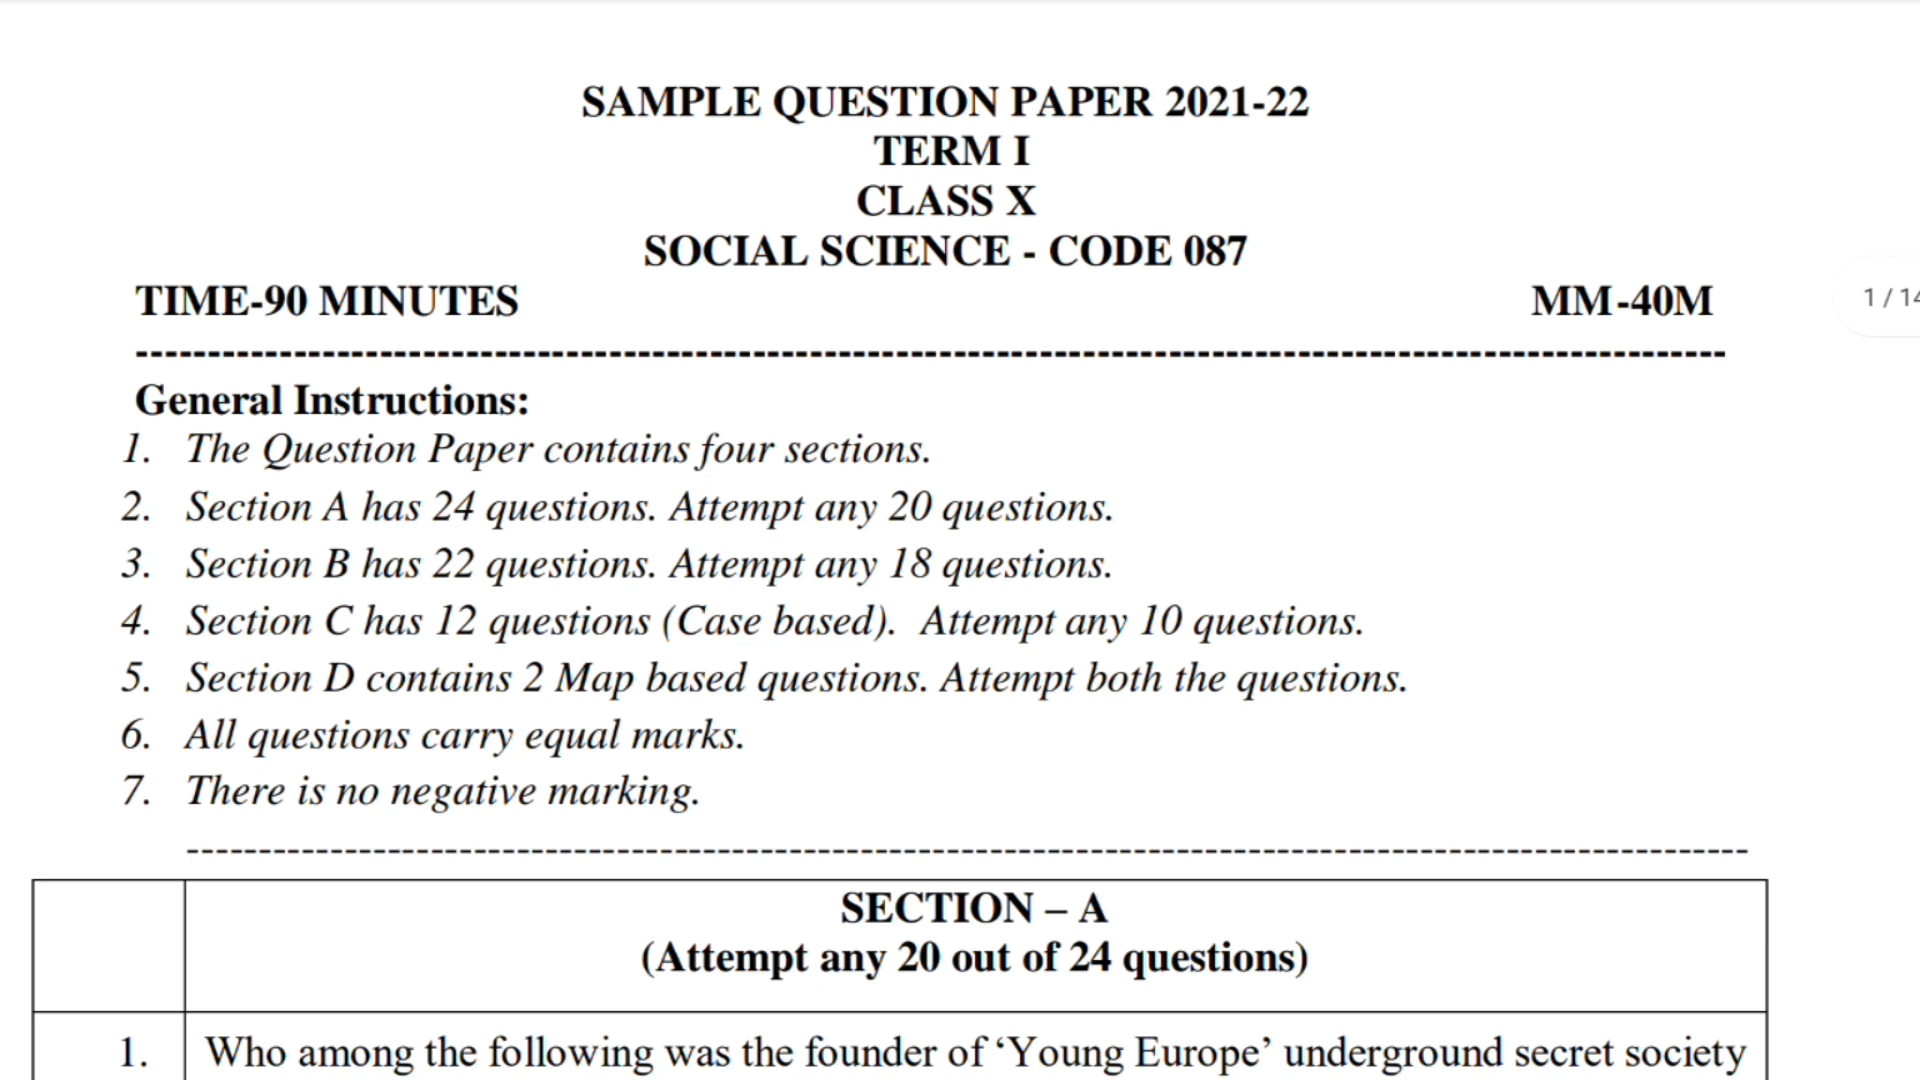 SAMPLE QUESTION PAPER 2021-22
TERM I
CLASS X
SOCIAL SCIENCE - CODE 087
TIME-90 MINUTES MM-40M
1 / 14
--------------------------------------------------------------------------------
General Instructions:
1. The Question Paper contains four sections.
2. Section A has 24 questions. Attempt any 20 questions.
3. Section B has 22 questions. Attempt any 18 questions.
4. Section C has 12 questions (Case based). Attempt any 10 questions.
5. Section D contains 2 Map based questions. Attempt both the questions.
6. All questions carry equal marks.
7. There is no negative marking.
--------------------------------------------------------------------------------
SECTION – A
(Attempt any 20 out of 24 questions)
1. Who among the following was the founder of ‘Young Europe’ underground secret society